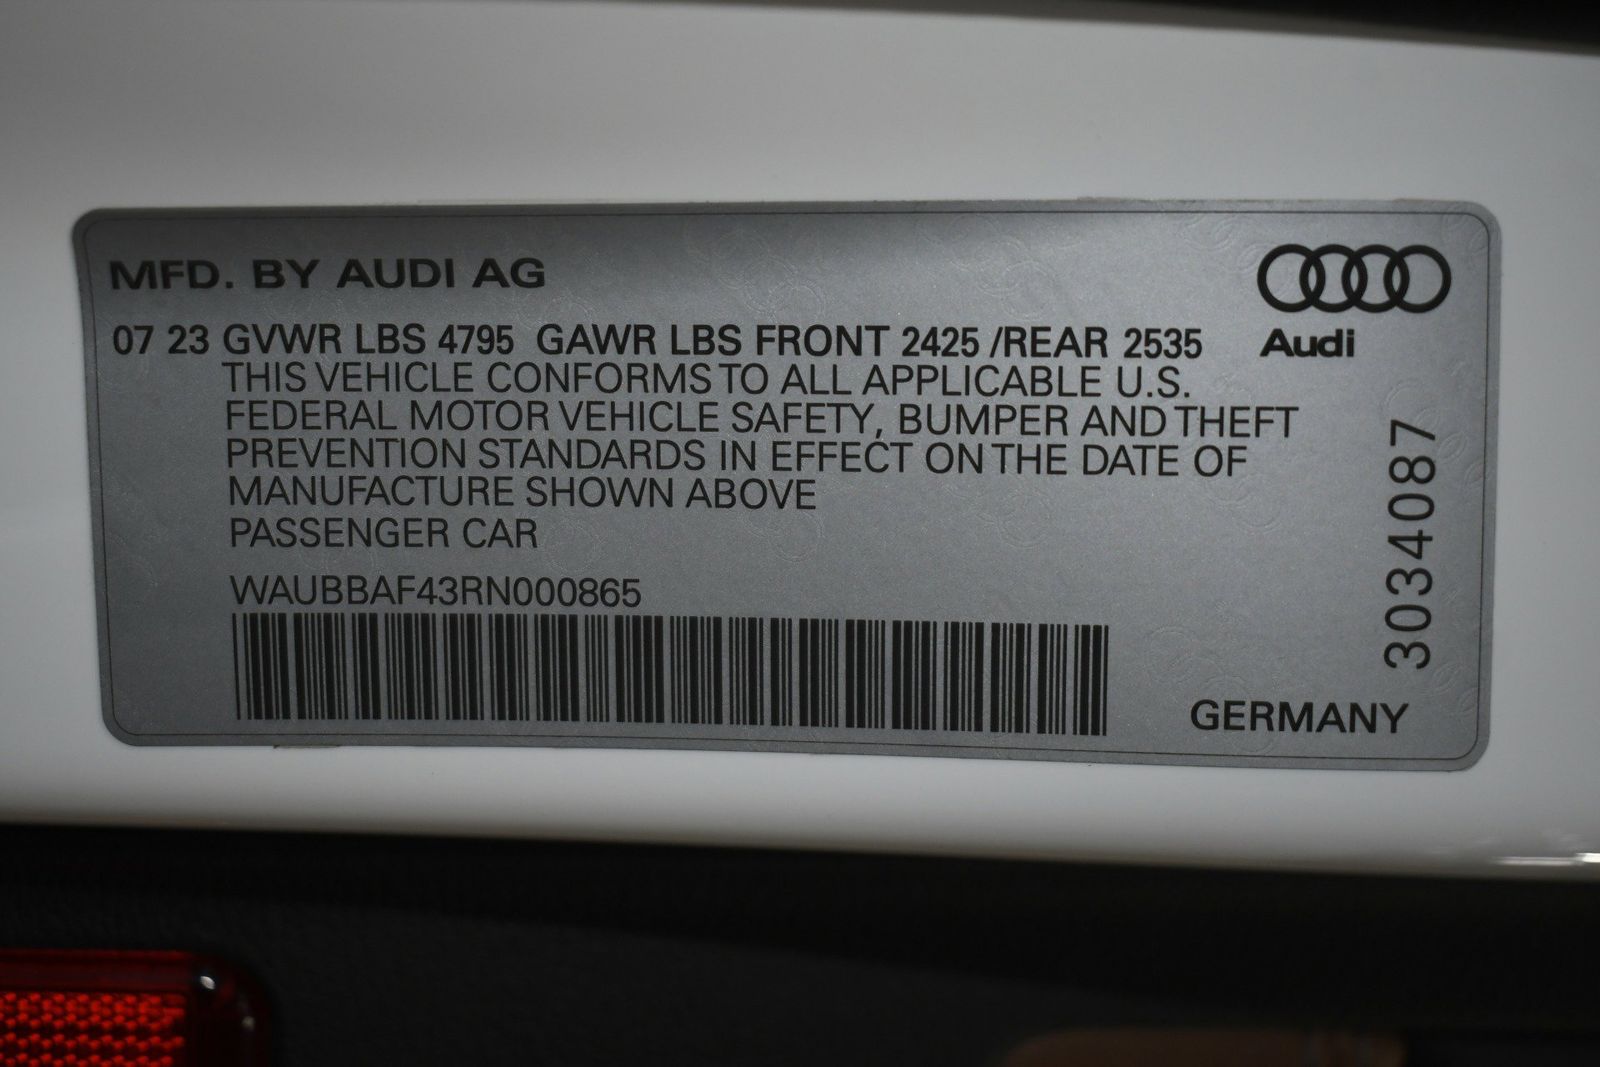 MFD. BY AUDI AG
07 23 GVWR LBS 4795 GAWR LBS FRONT 2425 /REAR 2535
Audi
THIS VEHICLE CONFORMS TO ALL APPLICABLE U.S.
FEDERAL MOTOR VEHICLE SAFETY, BUMPER AND THEFT
PREVENTION STANDARDS IN EFFECT ON THE DATE OF
MANUFACTURE SHOWN ABOVE
PASSENGER CAR
WAUBBAF43RN000865
3034087
GERMANY